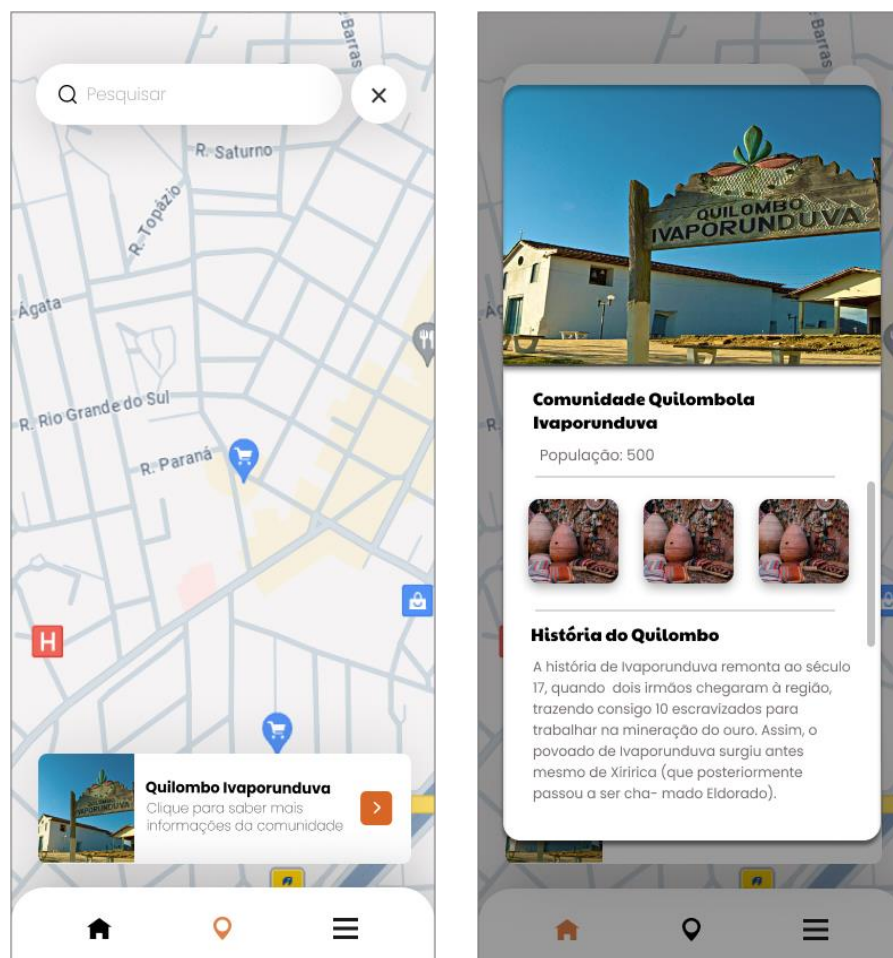 Barras
Pesquisar
R. Saturno
R. Topázio
Ágata
R. Rio Grande do Sul
R. Paraná
H
Quilombo Ivaporunduva
Clique para saber mais
informações da comunidade
Barras
QUILOMBO
IVAPORUNDUVA
Comunidade Quilombola
Ivaporunduva
População: 500
R.
História do Quilombo
A história de Ivaporunduva remonta ao século
17, quando dois irmãos chegaram à região,
trazendo consigo 10 escravizados para
trabalhar na mineração do ouro. Assim, o
povoado de Ivaporunduva surgiu antes
mesmo de Xiririca (que posteriormente
passou a ser cha- mado Eldorado).